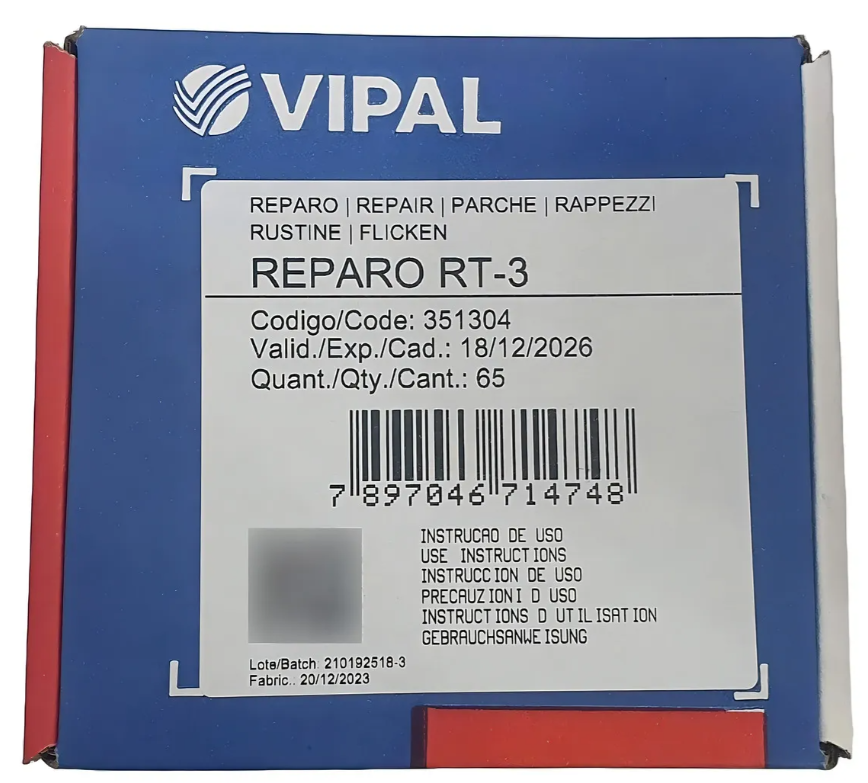 VIPAL
REPARO | REPAIR | PARCHE | RAPPEZZI
RUSTINE | FLICKEN
REPARO RT-3
Codigo/Code: 351304
Valid./Exp./Cad.: 18/12/2026
Quant./Qty./Cant.: 65
7 897046 714748
INSTRUCAO DE USO
USE INSTRUCTIONS
INSTRUCCION DE USO
PRECAUZIONI D USO
INSTRUCTIONS D UTILISATION
GEBRAUCHSANWEISUNG
Lote/Batch: 210192518-3
Fabric.: 20/12/2023